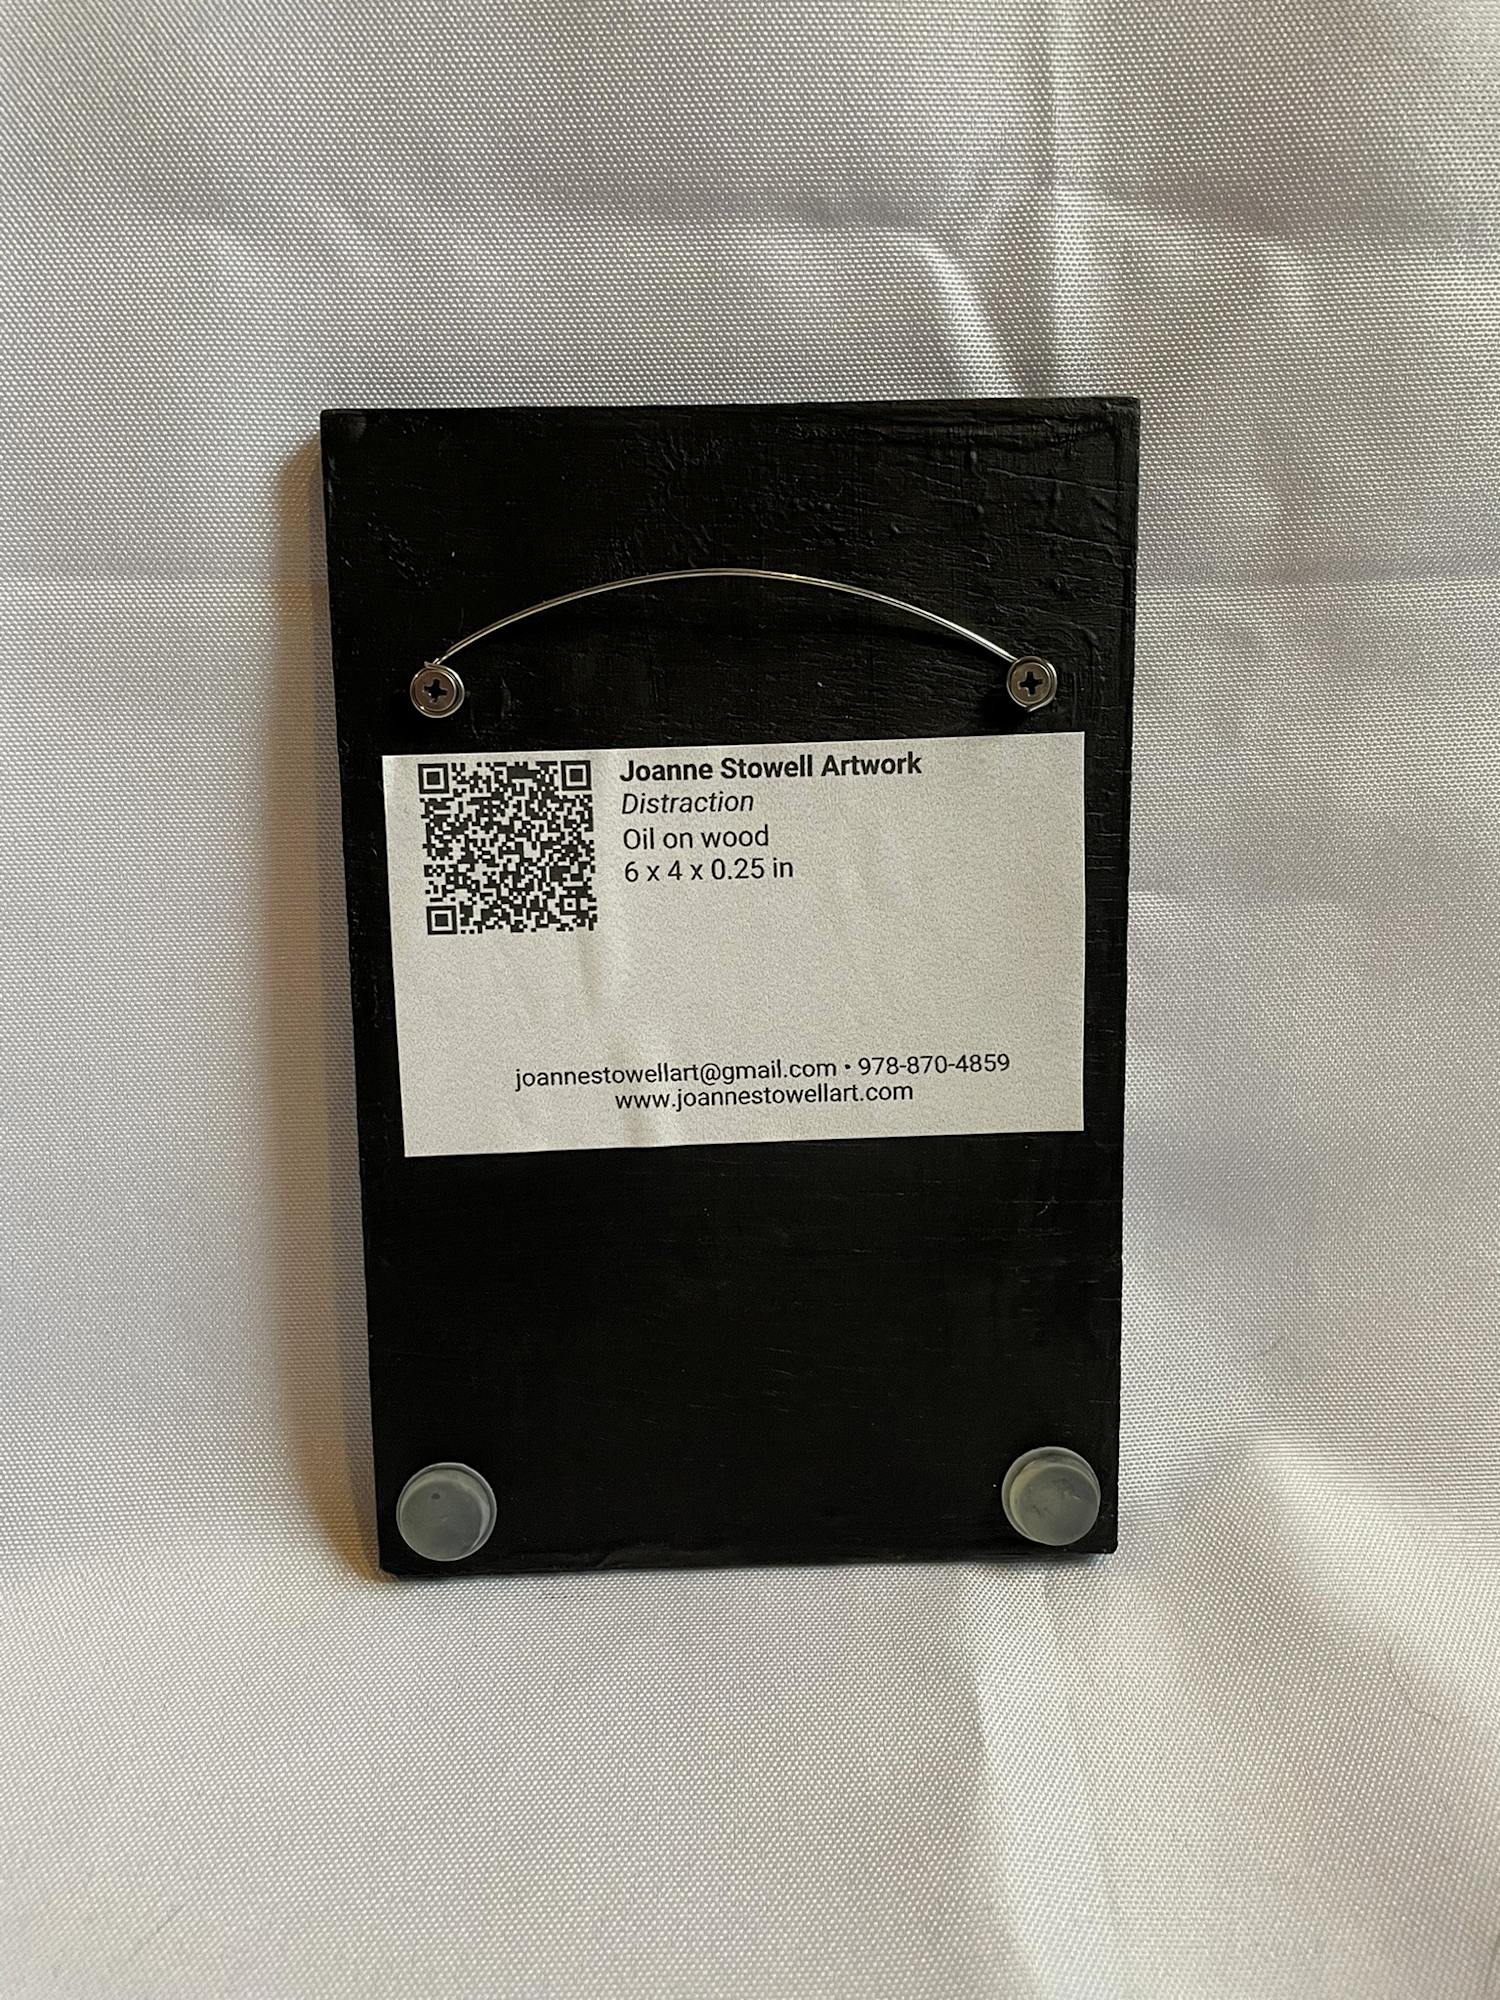 Joanne Stowell Artwork
Distraction
Oil on wood
6 x 4 x 0.25 in
joannestowellart@gmail.com • 978-870-4859
www.joannestowellart.com